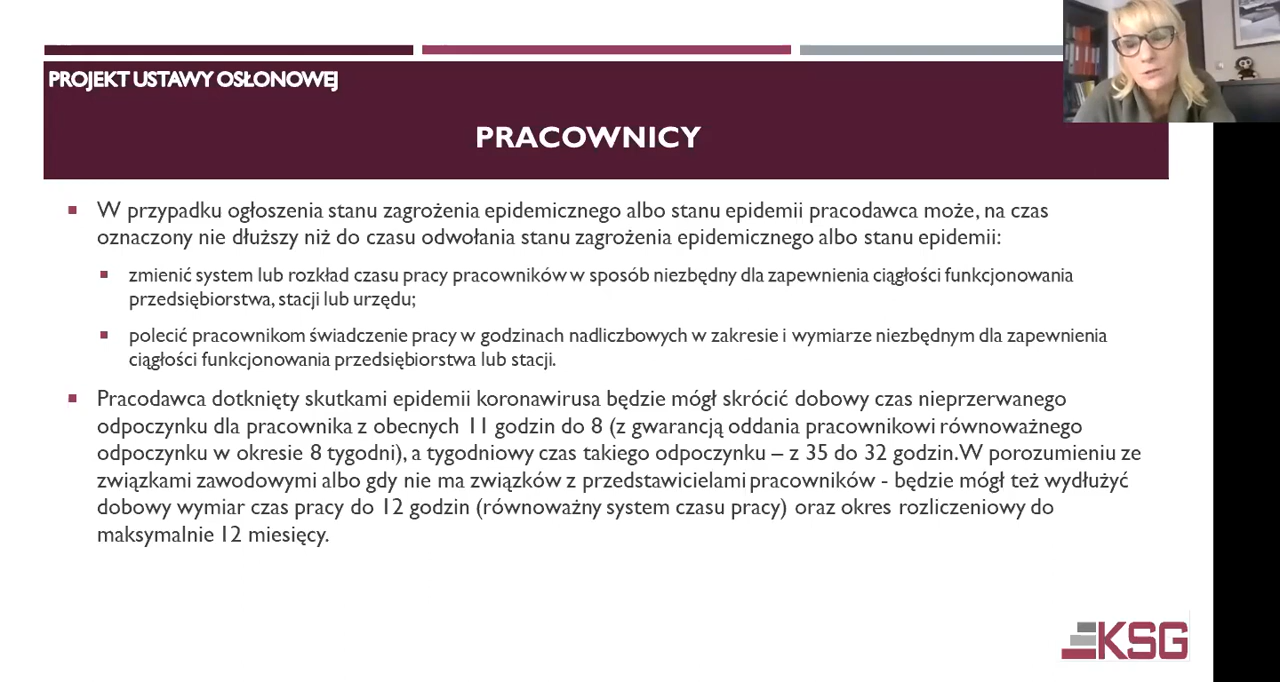 PROJEKT USTAWY OSŁONOWEJ
PRACOWNICY
W przypadku ogłoszenia stanu zagrożenia epidemicznego albo stanu epidemii pracodawca może, na czas
oznaczony nie dłuższy niż do czasu odwołania stanu zagrożenia epidemicznego albo stanu epidemii:
zmienić system lub rozkład czasu pracy pracowników w sposób niezbędny dla zapewnienia ciągłości funkcjonowania
przedsiębiorstwa, stacji lub urzędu;
polecić pracownikom świadczenie pracy w godzinach nadliczbowych w zakresie i wymiarze niezbędnym dla zapewnienia
ciągłości funkcjonowania przedsiębiorstwa lub stacji.
Pracodawca dotknięty skutkami epidemii koronawirusa będzie mógł skrócić dobowy czas nieprzerwanego
odpoczynku dla pracownika z obecnych 11 godzin do 8 (z gwarancją oddania pracownikowi równoważnego
odpoczynku w okresie 8 tygodni), a tygodniowy czas takiego odpoczynku – z 35 do 32 godzin.W porozumieniu ze
związkami zawodowymi albo gdy nie ma związków z przedstawicielami pracowników - będzie mógł też wydłużyć
dobowy wymiar czas pracy do 12 godzin (równoważny system czasu pracy) oraz okres rozliczeniowy do
maksymalnie 12 miesięcy.
KSG